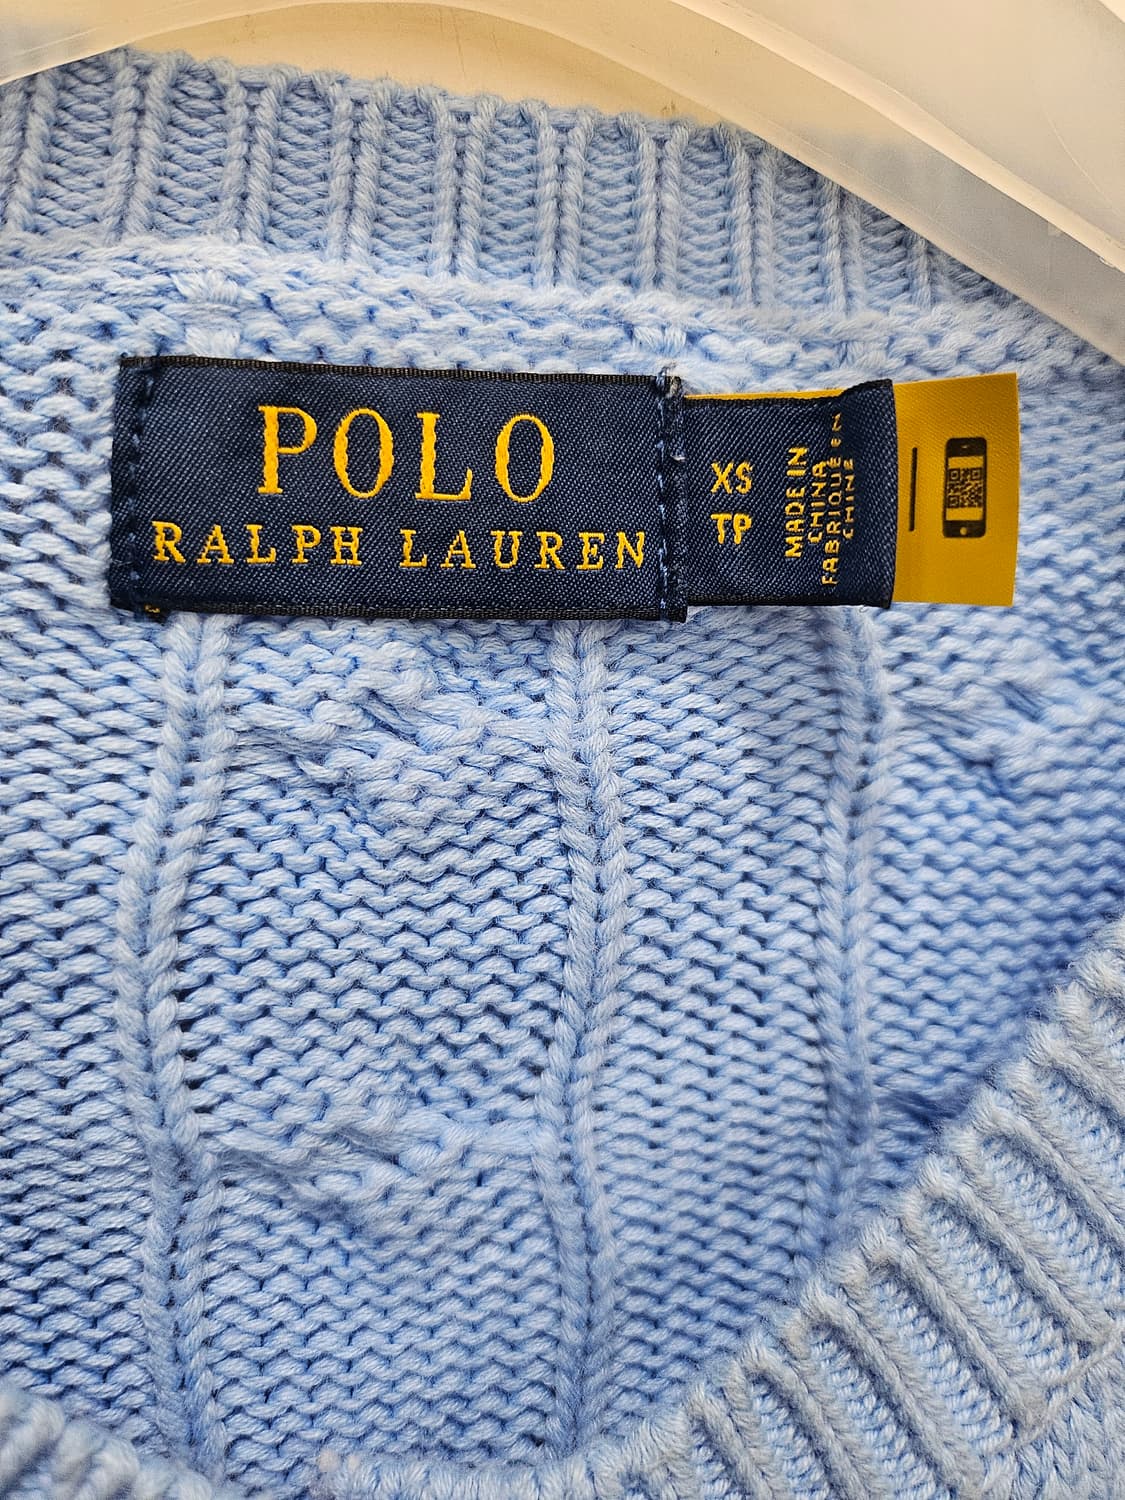 POLO
RALPH LAUREN
XS
TP
MADE IN
CHINA
FABRIQUÉ EN
CHINE